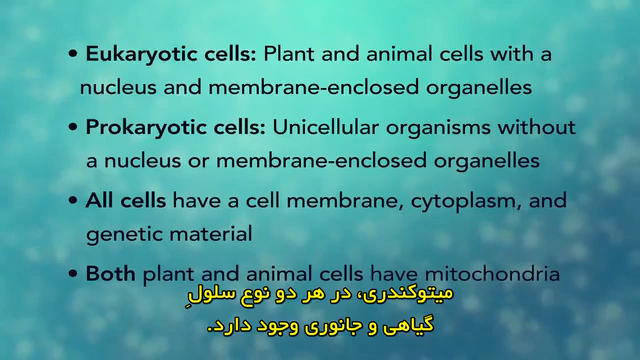 • Eukaryotic cells: Plant and animal cells with a
nucleus and membrane-enclosed organelles
• Prokaryotic cells: Unicellular organisms without
a nucleus or membrane-enclosed organelles
• All cells have a cell membrane, cytoplasm, and
genetic material
• Both plant and animal cells have mitochondria
میتوکندری، در هر دو نوع سلولِ
گیاهی و جانوری وجود دارد.